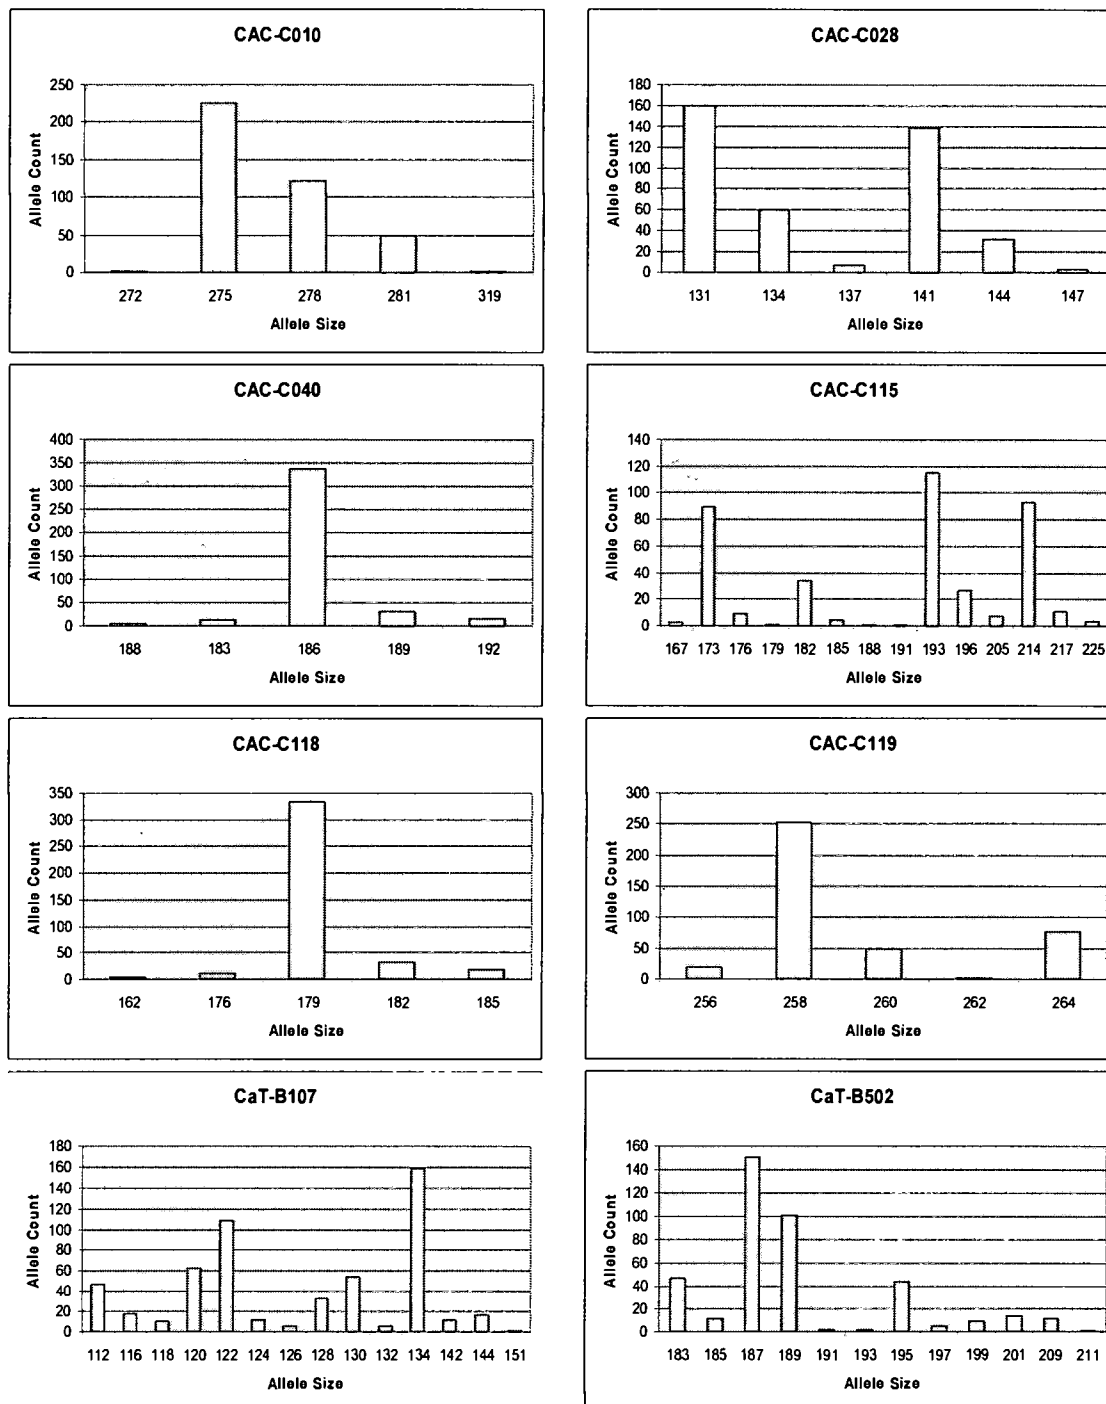 CAC-C010
250
200
150
100
50
0
Allele Count
272 275 278 281 319
Allele Size
CAC-C028
180
160
140
120
100
80
60
40
20
0
Allele Count
131 134 137 141 144 147
Allele Size
CAC-C040
400
350
300
250
200
150
100
50
0
Allele Count
188 183 186 189 192
Allele Size
CAC-C115
140
120
100
80
60
40
20
0
Allele Count
167 173 176 179 182 185 188 191 193 196 205 214 217 225
Allele Size
CAC-C118
350
300
250
200
150
100
50
0
Allele Count
162 176 179 182 185
Allele Size
CAC-C119
300
250
200
150
100
50
0
Allele Count
256 258 260 262 264
Allele Size
CaT-B107
180
160
140
120
100
80
60
40
20
0
Allele Count
112 116 118 120 122 124 126 128 130 132 134 142 144 151
Allele Size
CaT-B502
160
140
120
100
80
60
40
20
0
Allele Count
183 185 187 189 191 193 195 197 199 201 209 211
Allele Size